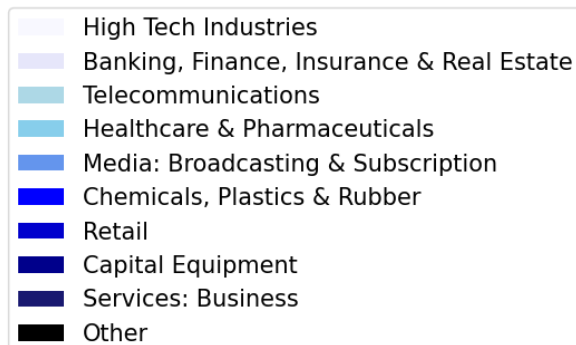 High Tech Industries
Banking, Finance, Insurance & Real Estate
Telecommunications
Healthcare & Pharmaceuticals
Media: Broadcasting & Subscription
Chemicals, Plastics & Rubber
Retail
Capital Equipment
Services: Business
Other